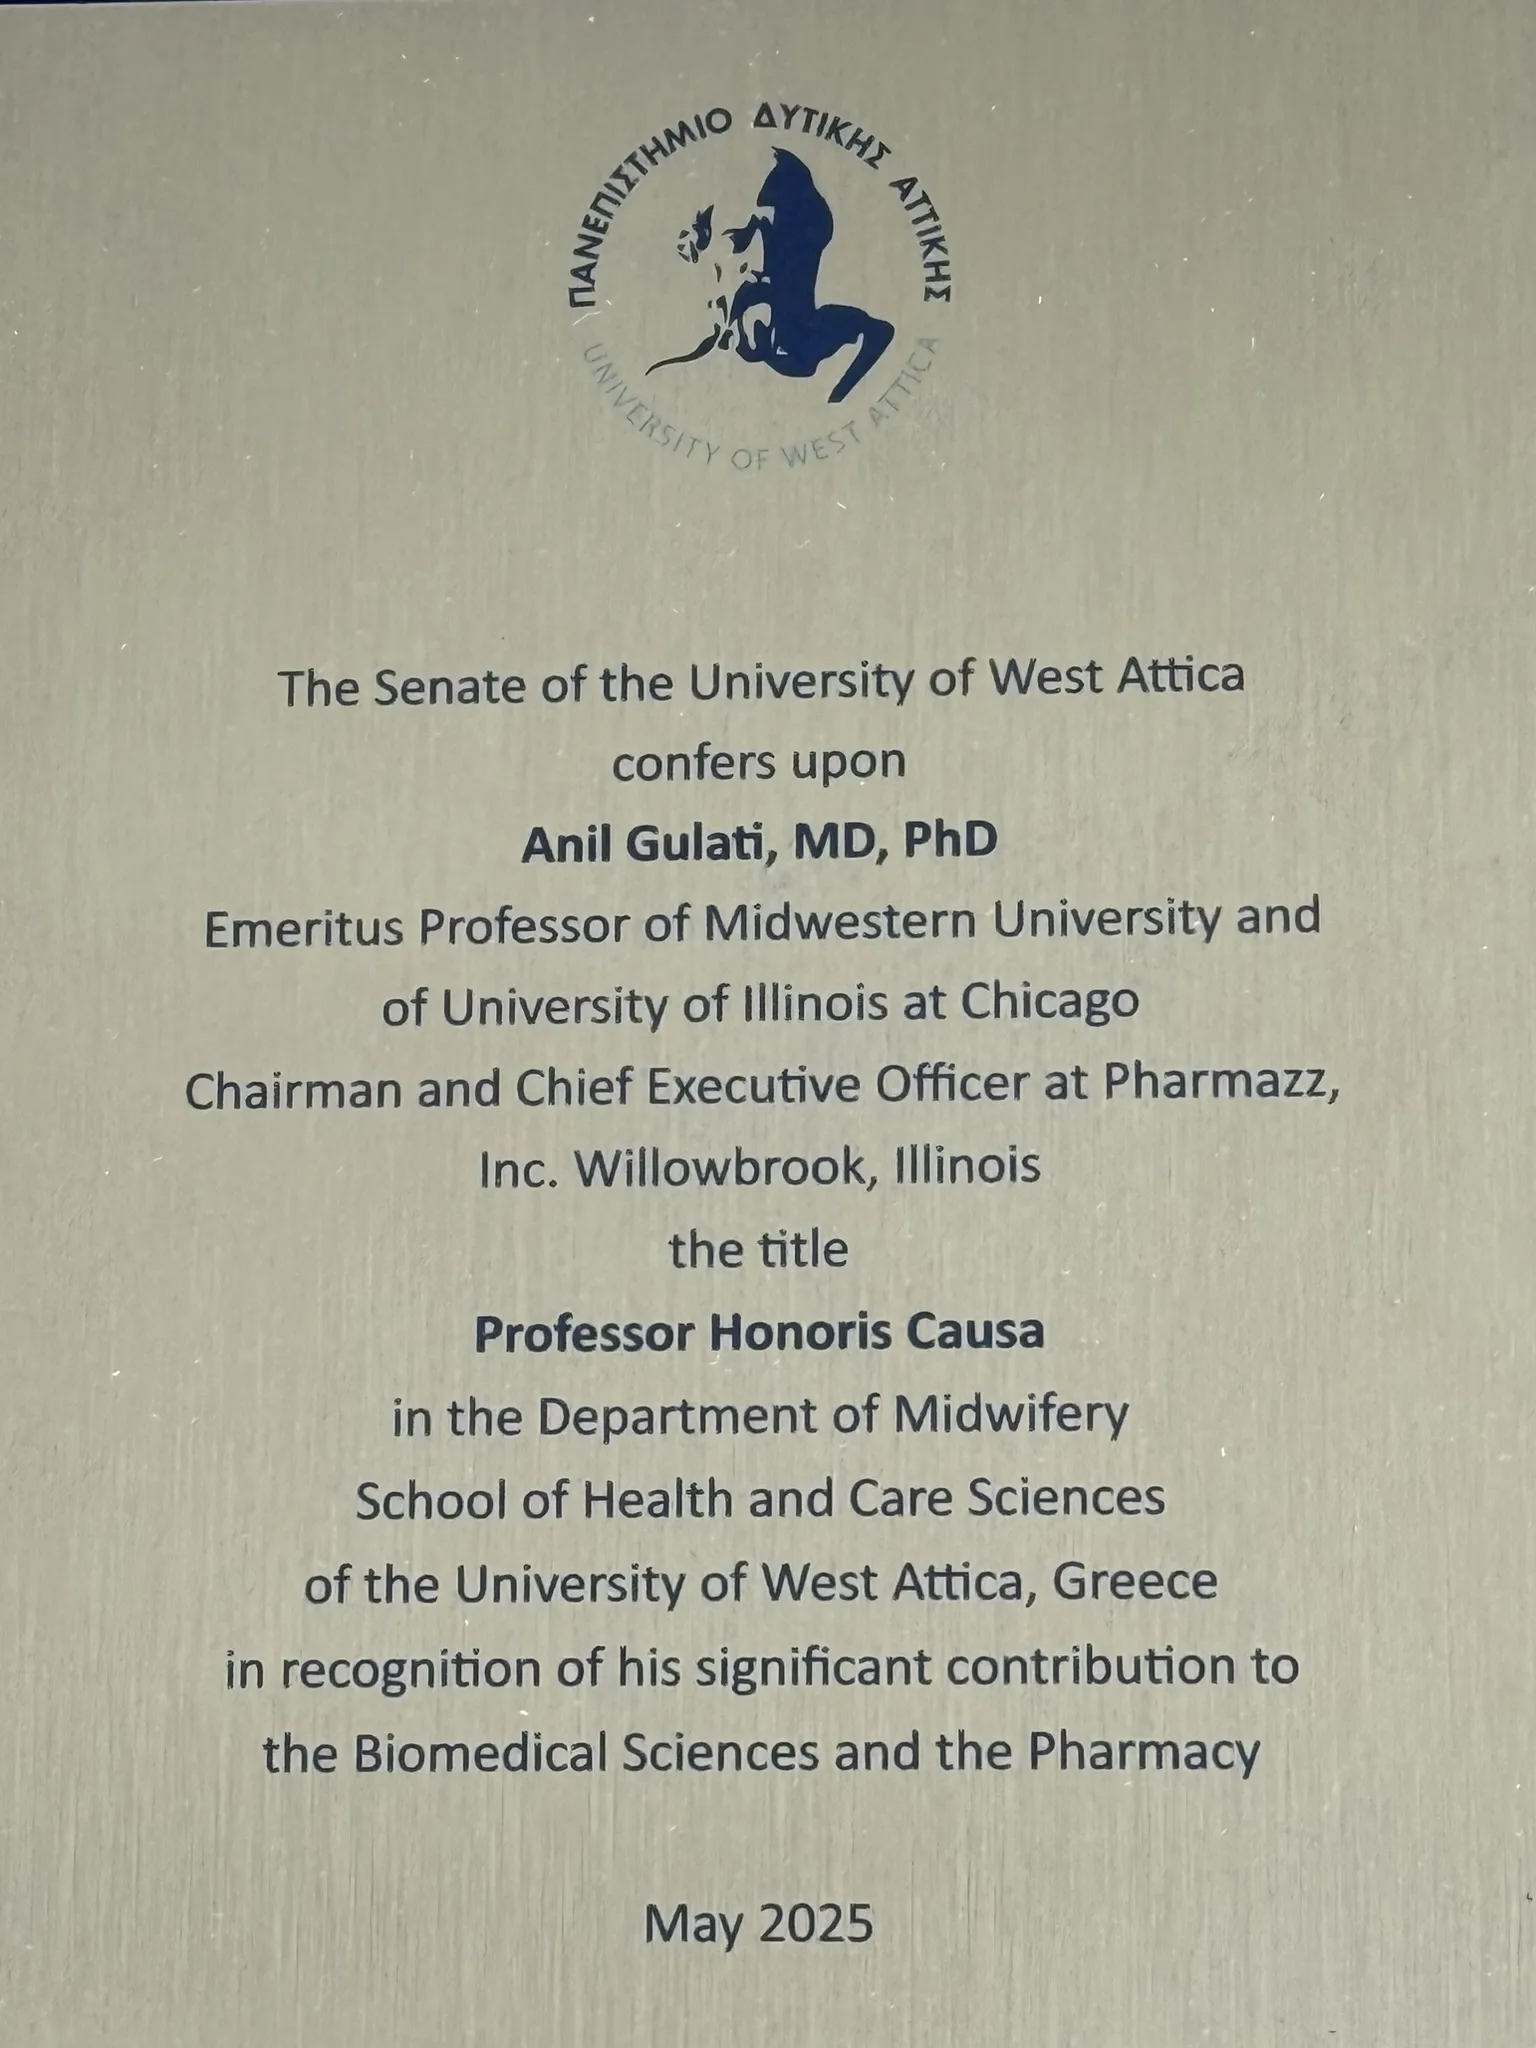 ΠΑΝΕΠΙΣΤΗΜΙΟ ΔΥΤΙΚΗΣ ΑΤΤΙΚΗΣ
UNIVERSITY OF WEST ATTICA
The Senate of the University of West Attica
confers upon
Anil Gulati, MD, PhD
Emeritus Professor of Midwestern University and
of University of Illinois at Chicago
Chairman and Chief Executive Officer at Pharmazz,
Inc. Willowbrook, Illinois
the title
Professor Honoris Causa
in the Department of Midwifery
School of Health and Care Sciences
of the University of West Attica, Greece
in recognition of his significant contribution to
the Biomedical Sciences and the Pharmacy
May 2025